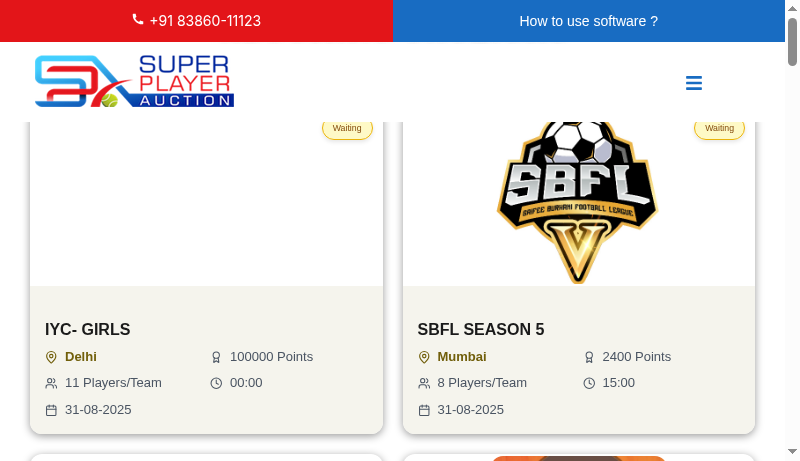 +91 83860-11123
How to use software ?
SUPER
PLAYER
AUCTION
Waiting
Waiting
SBFL
SAIFEE BURHANI FOOTBALL LEAGUE
V
IYC- GIRLS
Delhi
100000 Points
11 Players/Team
00:00
31-08-2025
SBFL SEASON 5
Mumbai
2400 Points
8 Players/Team
15:00
31-08-2025